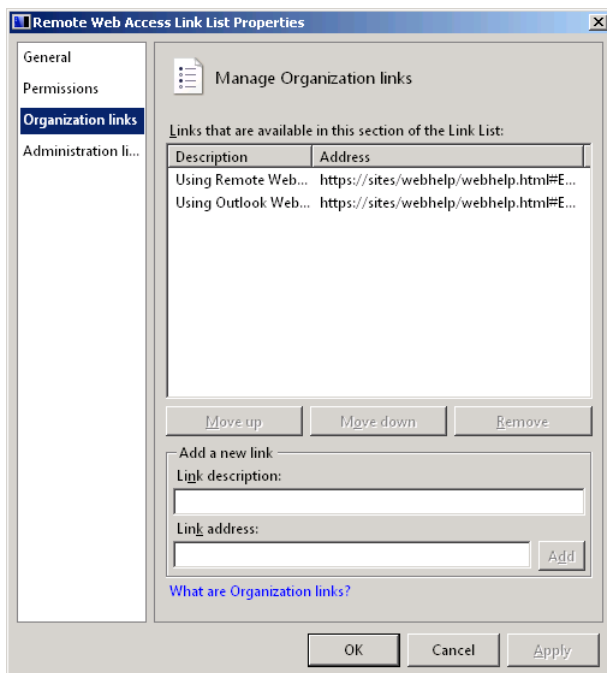 Remote Web Access Link List Properties
General
Permissions
Organization links
Administration li...
Manage Organization links
Links that are available in this section of the Link List:
Description Address
Using Remote Web... https://sites/webhelp/webhelp.html#E...
Using Outlook Web... https://sites/webhelp/webhelp.html#E...
Move up Move down Remove
Add a new link
Link description:
Link address:
Add
What are Organization links?
OK Cancel Apply